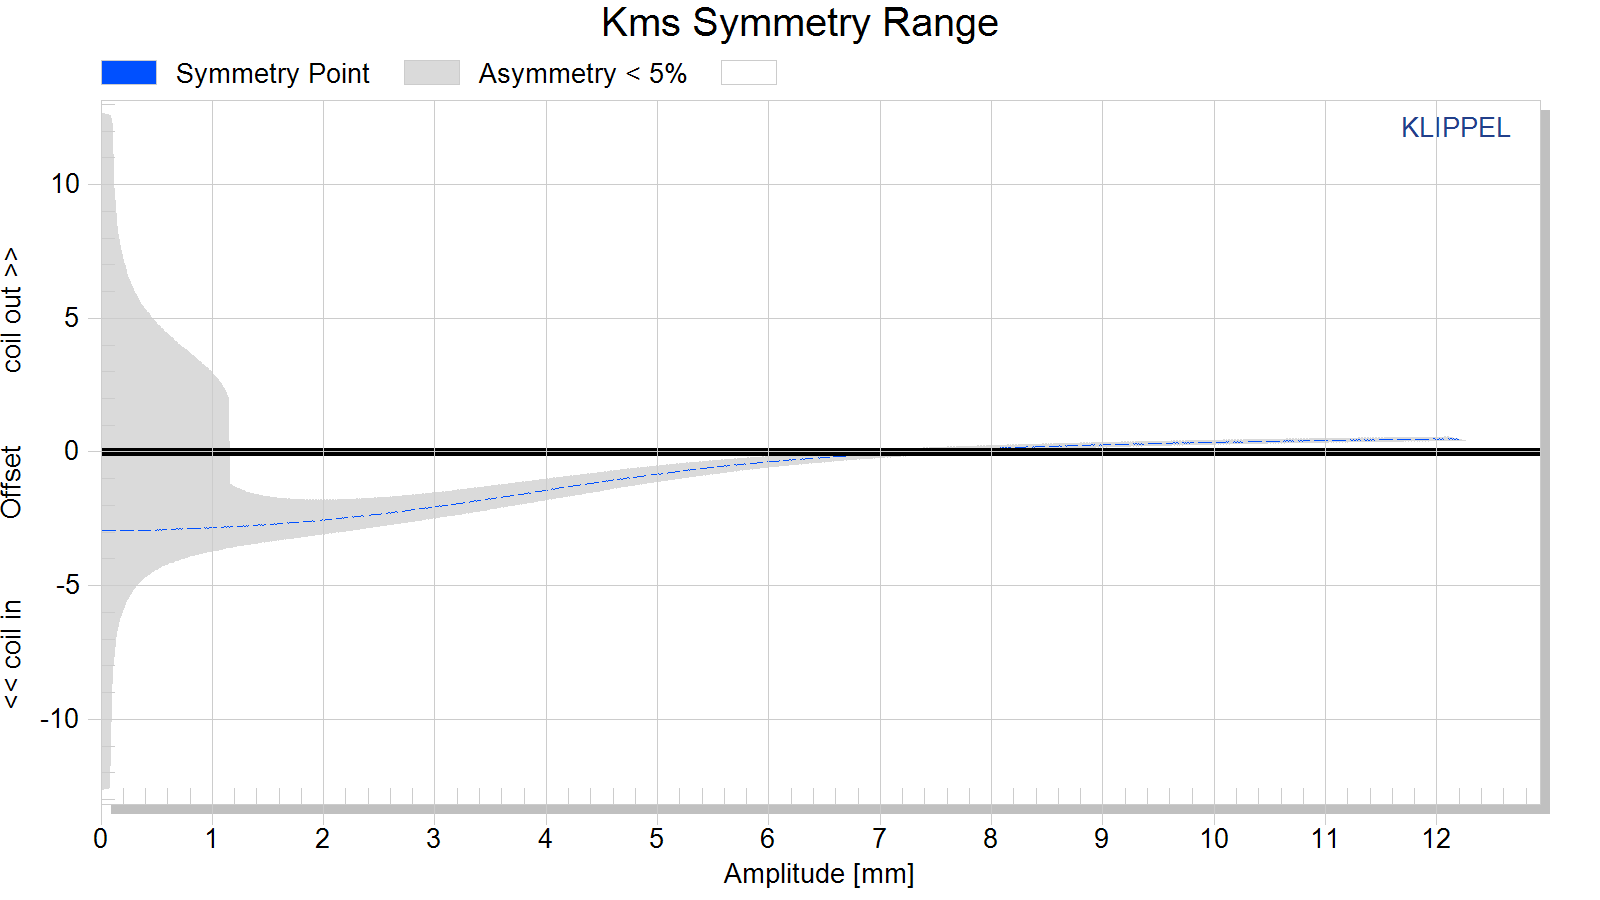 Kms Symmetry Range
Symmetry Point Asymmetry < 5%
KLIPPEL
10
5
0
-5
-10
<< coil in Offset coil out >>
0 1 2 3 4 5 6 7 8 9 10 11 12
Amplitude [mm]